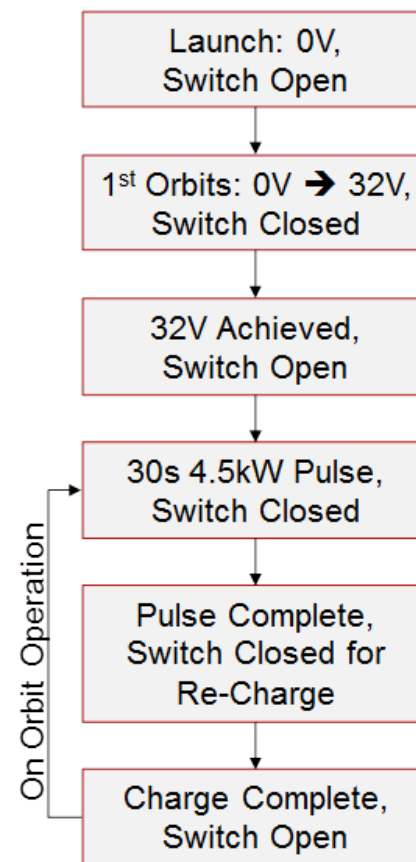 Launch: 0V,
Switch Open
1st Orbits: 0V ➔ 32V,
Switch Closed
32V Achieved,
Switch Open
30s 4.5kW Pulse,
Switch Closed
Pulse Complete,
Switch Closed for
Re-Charge
Charge Complete,
Switch Open
On Orbit Operation